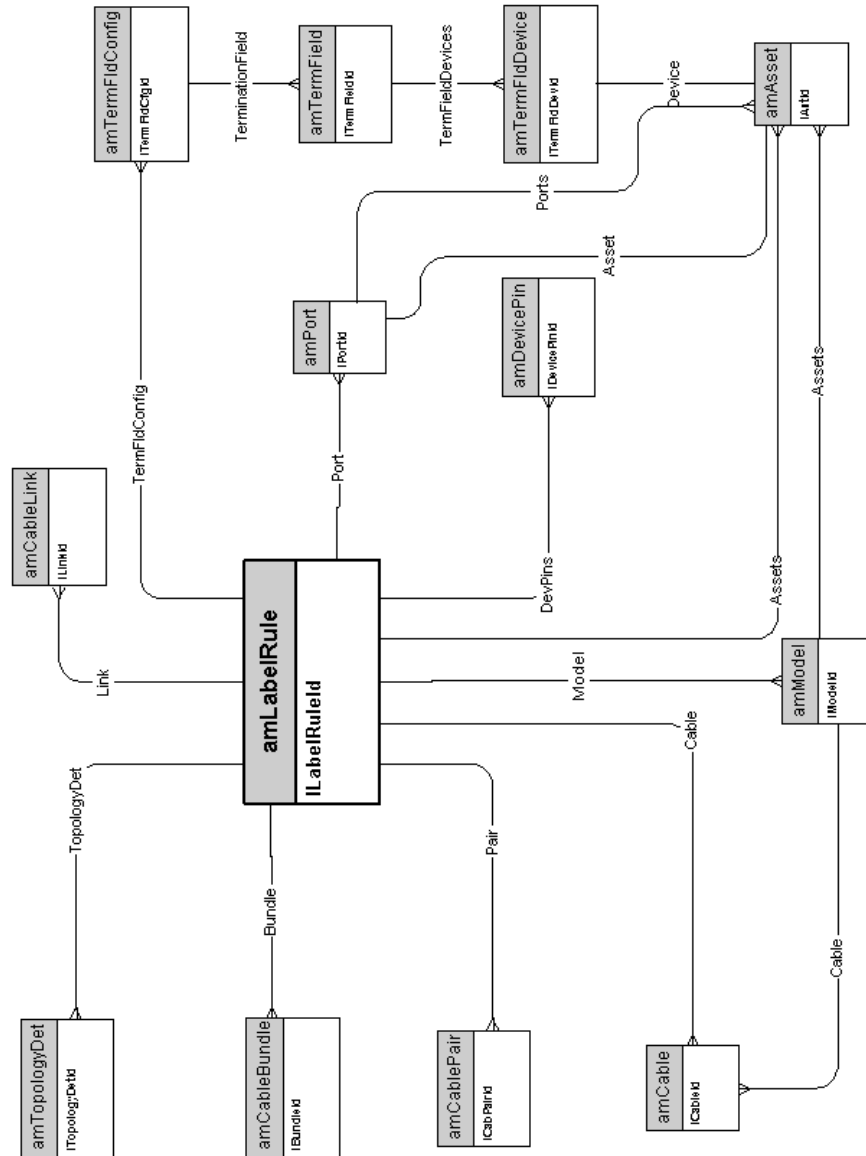 amTopologyDet
lTopologyDetId
amCableLink
lLinkId
amTermFldConfig
lTermFldCfgId
TopologyDet
Link
TermFldConfig
TerminationField
amCableBundle
lBundleId
Bundle
amLabelRule
lLabelRuleId
Port
amPort
lPortId
amTermField
lTermFieldId
TermFieldDevices
amCablePair
lCabPairId
Pair
DevPins
amDevicePin
lDevicePinId
Ports
amTermFldDevice
lTermFldDevId
Model
Asset
Device
amCable
lCableId
Cable
amModel
lModelId
Assets
amAsset
lAstId
Cable
Assets